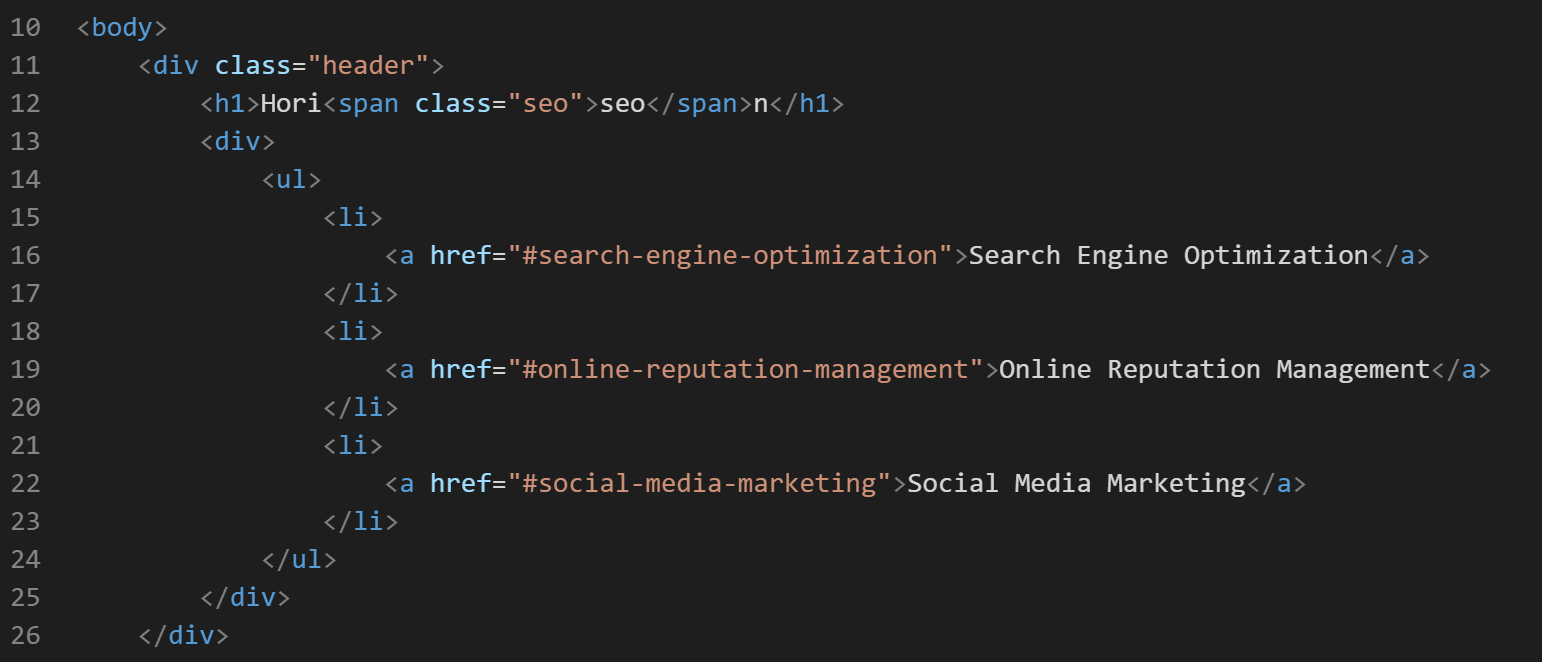 10 <body>
11     <div class="header">
12         <h1>Hori<span class="seo">seo</span>n</h1>
13         <div>
14             <ul>
15                 <li>
16                     <a href="#search-engine-optimization">Search Engine Optimization</a>
17                 </li>
18                 <li>
19                     <a href="#online-reputation-management">Online Reputation Management</a>
20                 </li>
21                 <li>
22                     <a href="#social-media-marketing">Social Media Marketing</a>
23                 </li>
24             </ul>
25         </div>
26     </div>